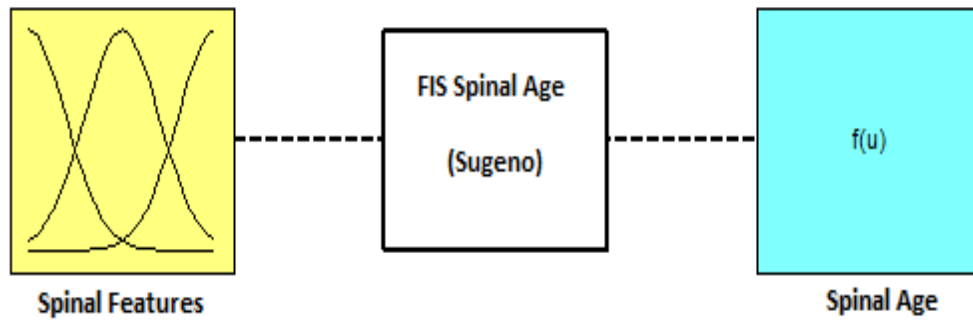 FIS Spinal Age
(Sugeno)
f(u)
Spinal Features
Spinal Age